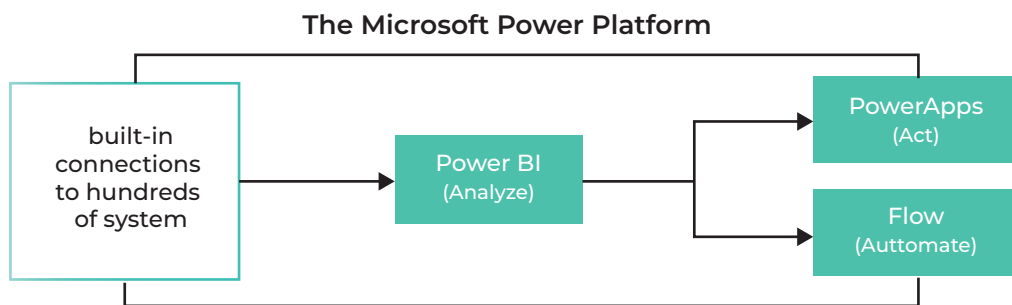 The Microsoft Power Platform
built-in
connections
to hundreds
of system
Power BI
(Analyze)
PowerApps
(Act)
Flow
(Auttomate)